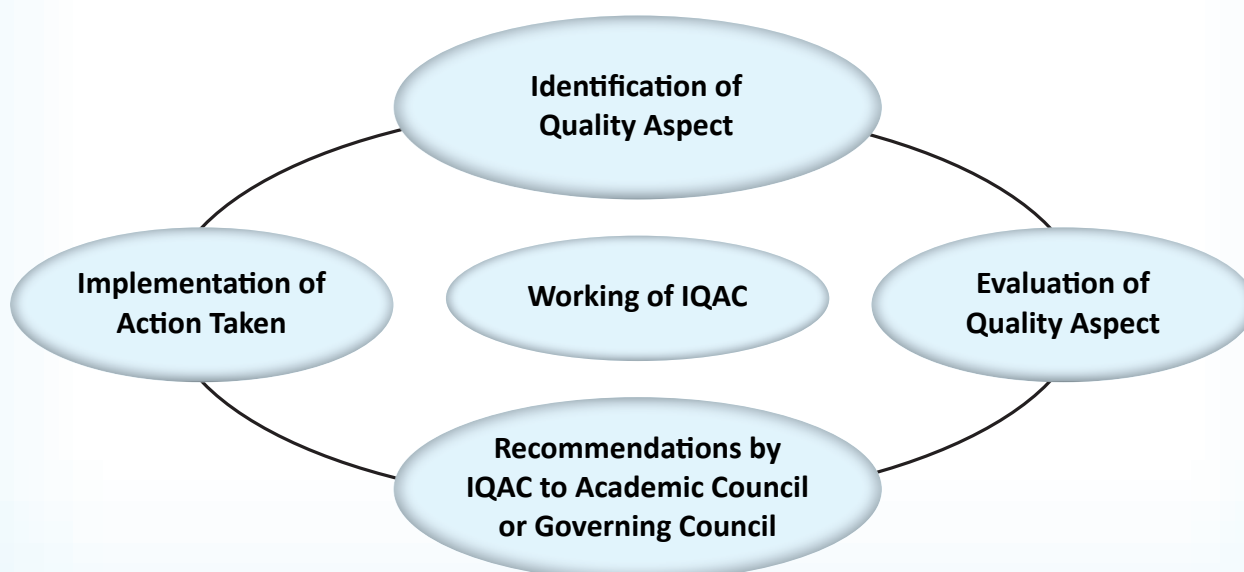 Identification of
Quality Aspect
Implementation of
Action Taken
Working of IQAC
Evaluation of
Quality Aspect
Recommendations by
IQAC to Academic Council
or Governing Council